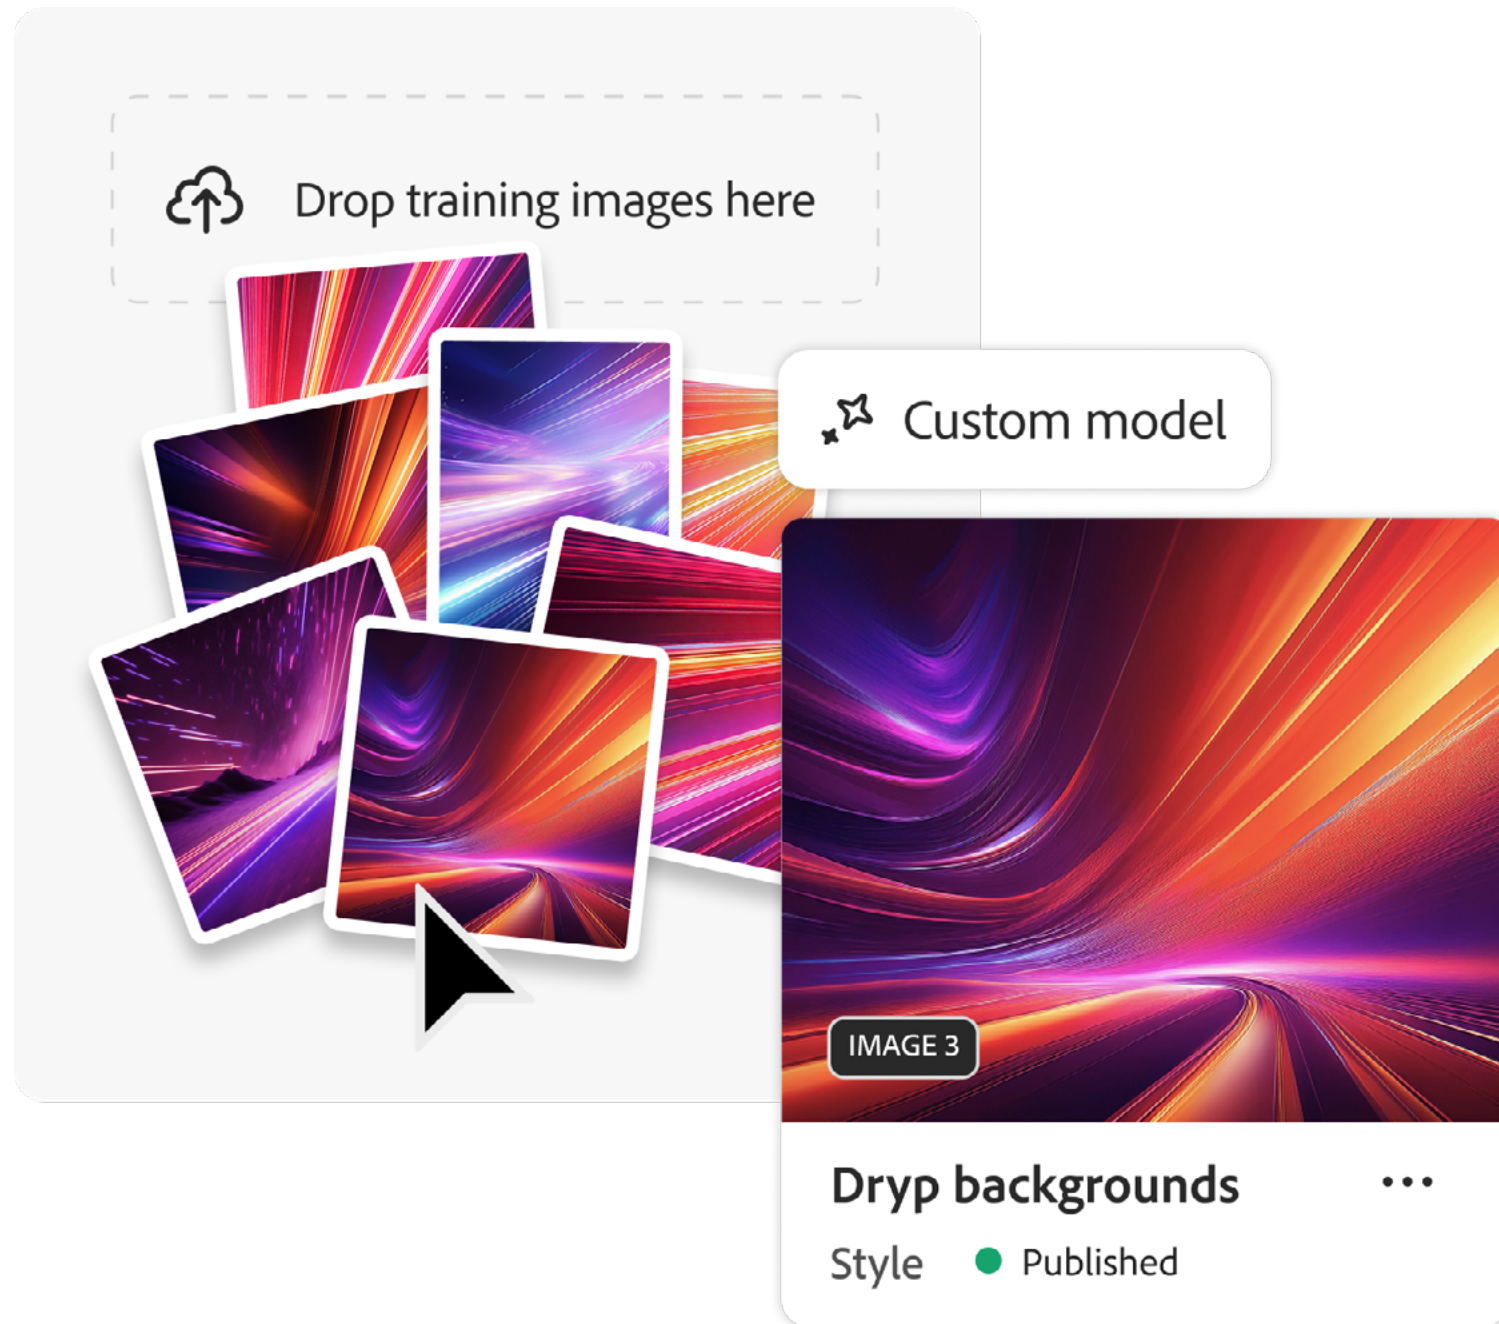 Drop training images here
Custom model
IMAGE 3
Dryp backgrounds
Style
Published